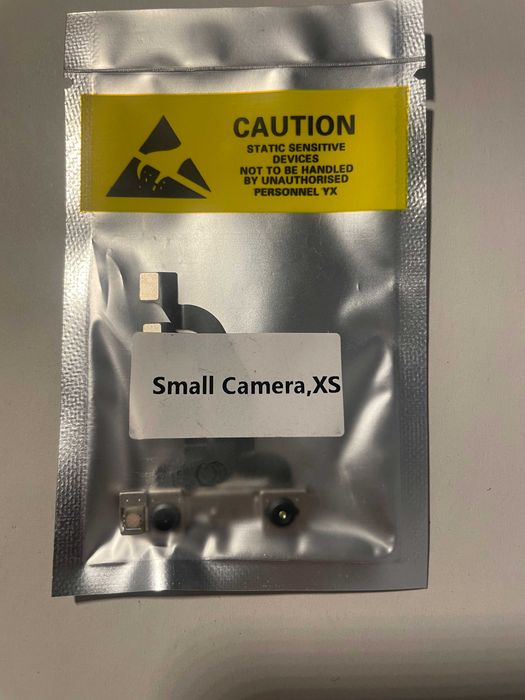 CAUTION
STATIC SENSITIVE
DEVICES
NOT TO BE HANDLED
BY UNAUTHORISED
PERSONNEL YX
Small Camera,XS